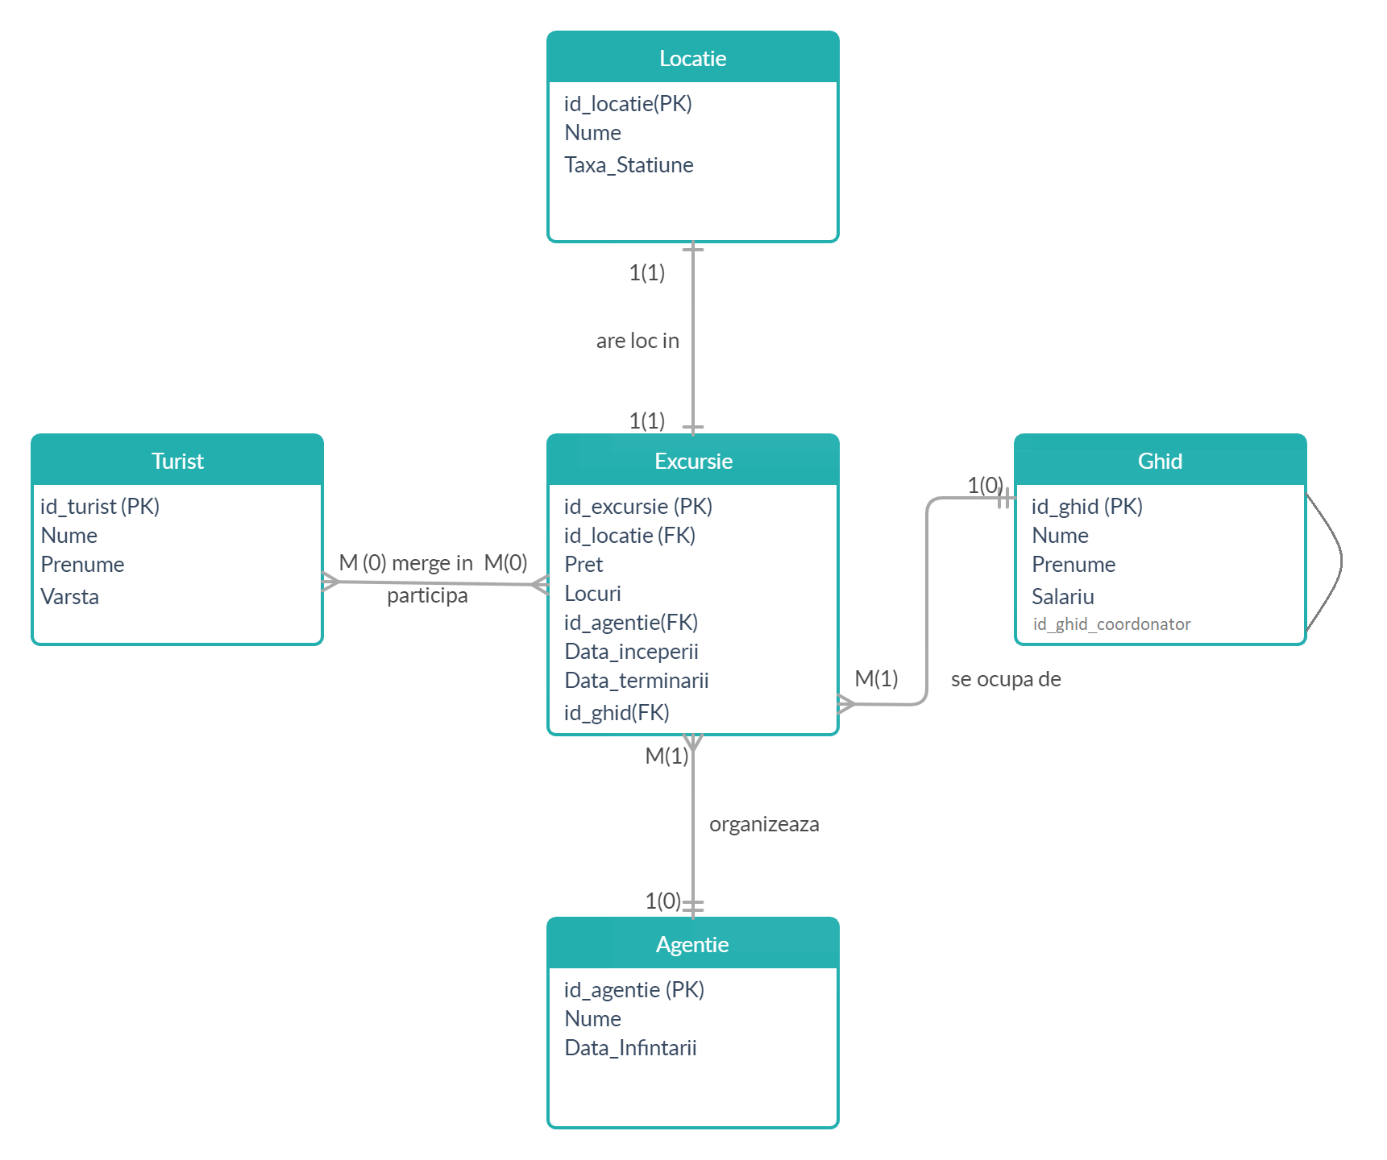 Locatie
id_locatie(PK)
Nume
Taxa_Statiune
1(1)
are loc in
1(1)
Turist
id_turist (PK)
Nume
Prenume
Varsta
M (0) merge in M(0)
participa
Excursie
id_excursie (PK)
id_locatie (FK)
Pret
Locuri
id_agentie(FK)
Data_inceperii
Data_terminarii
id_ghid(FK)
1(0)
M(1)
se ocupa de
Ghid
id_ghid (PK)
Nume
Prenume
Salariu
id_ghid_coordonator
M(1)
organizeaza
1(0)
Agentie
id_agentie (PK)
Nume
Data_Infintarii